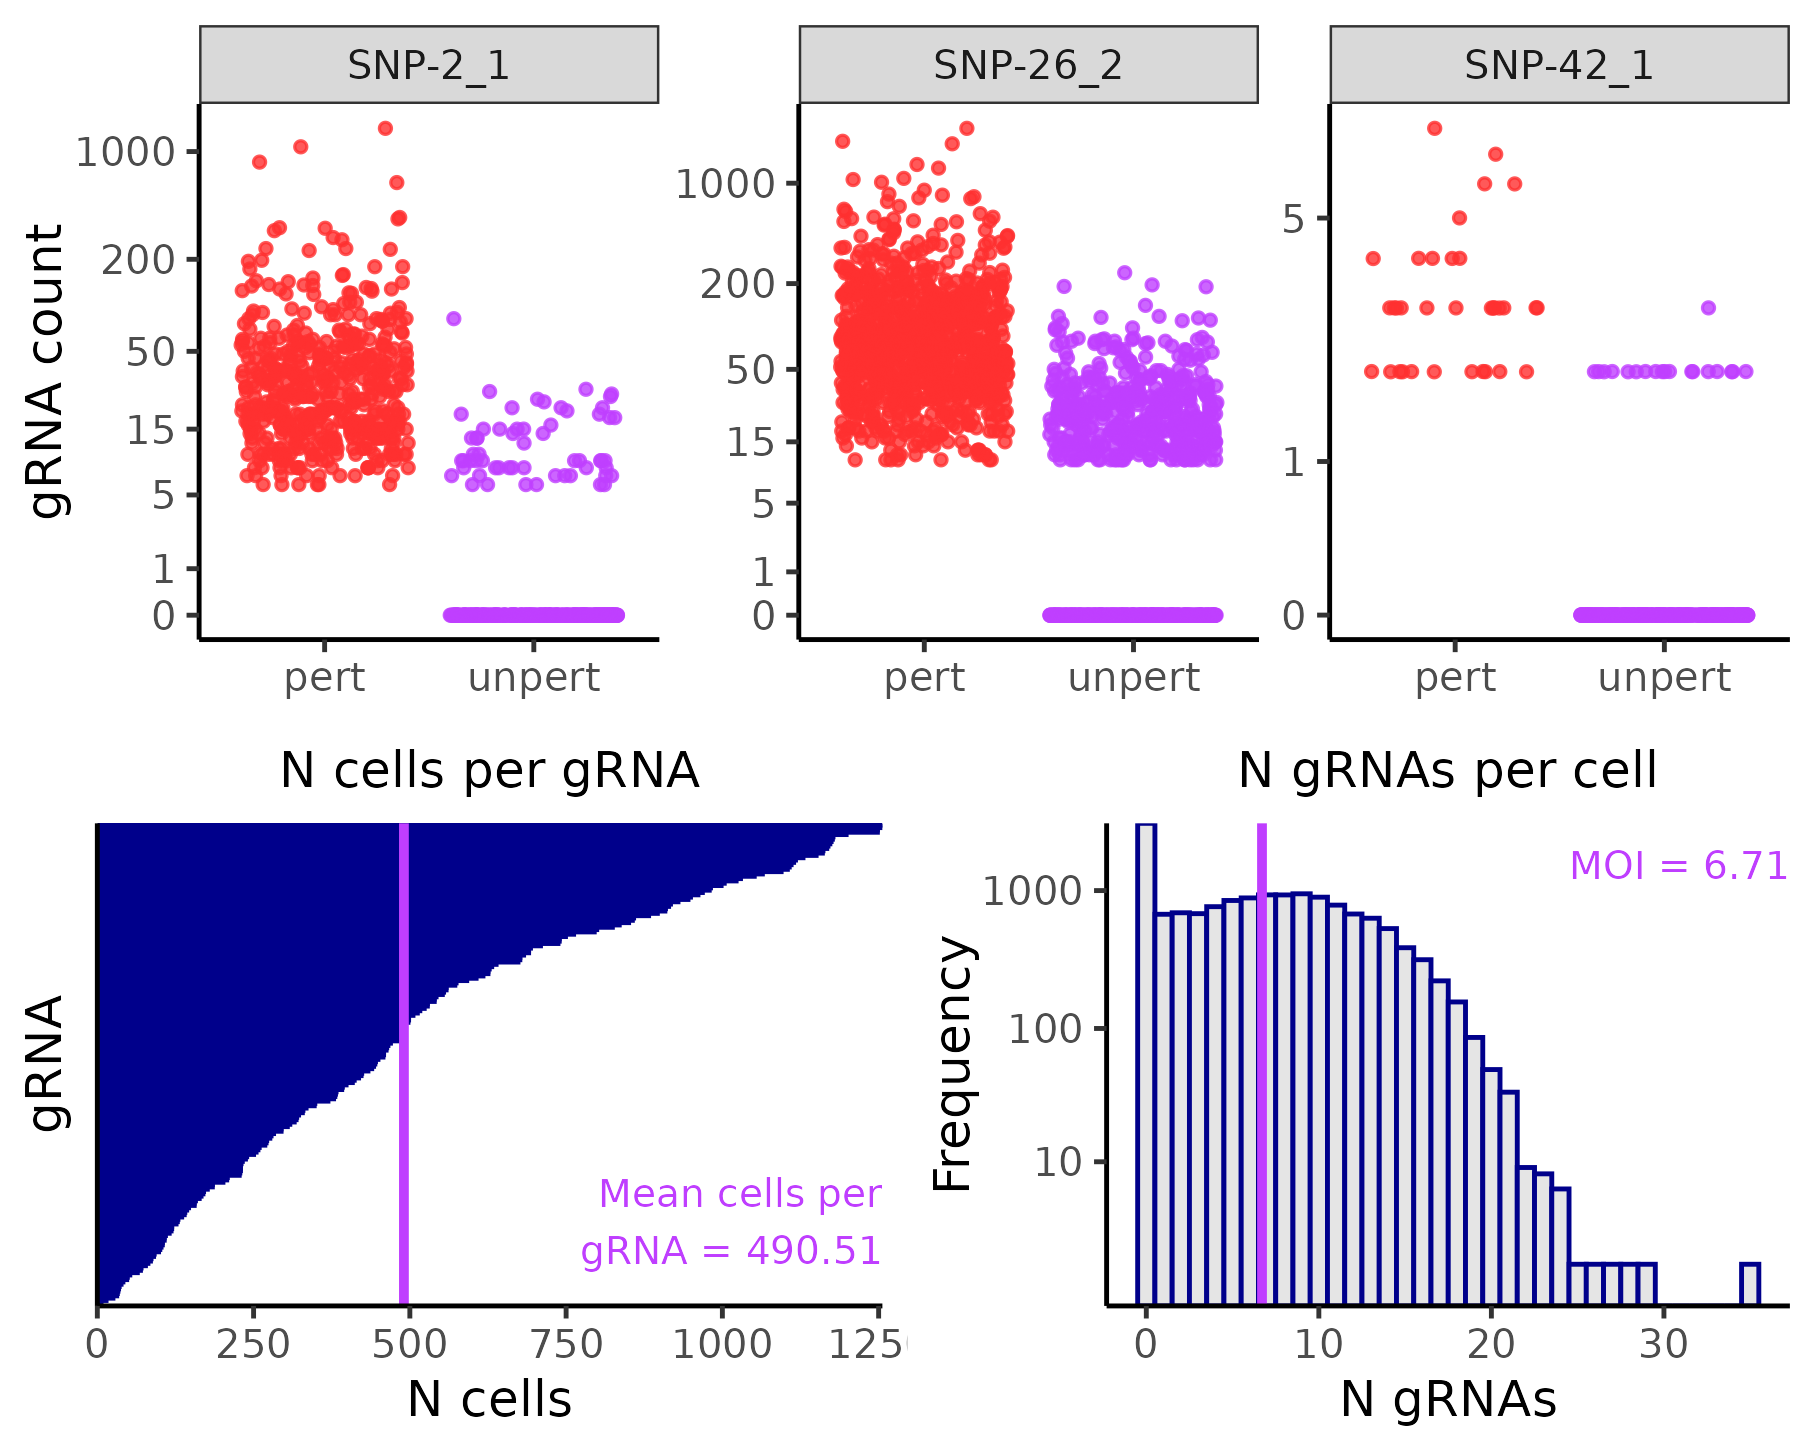 SNP-2_1
SNP-26_2
SNP-42_1
gRNA count
1000
200
50
15
5
1
0
pert
unpert
1000
200
50
15
5
1
0
pert
unpert
5
1
0
pert
unpert
N cells per gRNA
gRNA
Mean cells per
gRNA = 490.51
0
250
500
750
1000
125
N cells
N gRNAs per cell
MOI = 6.71
Frequency
1000
100
10
0
10
20
30
N gRNAs